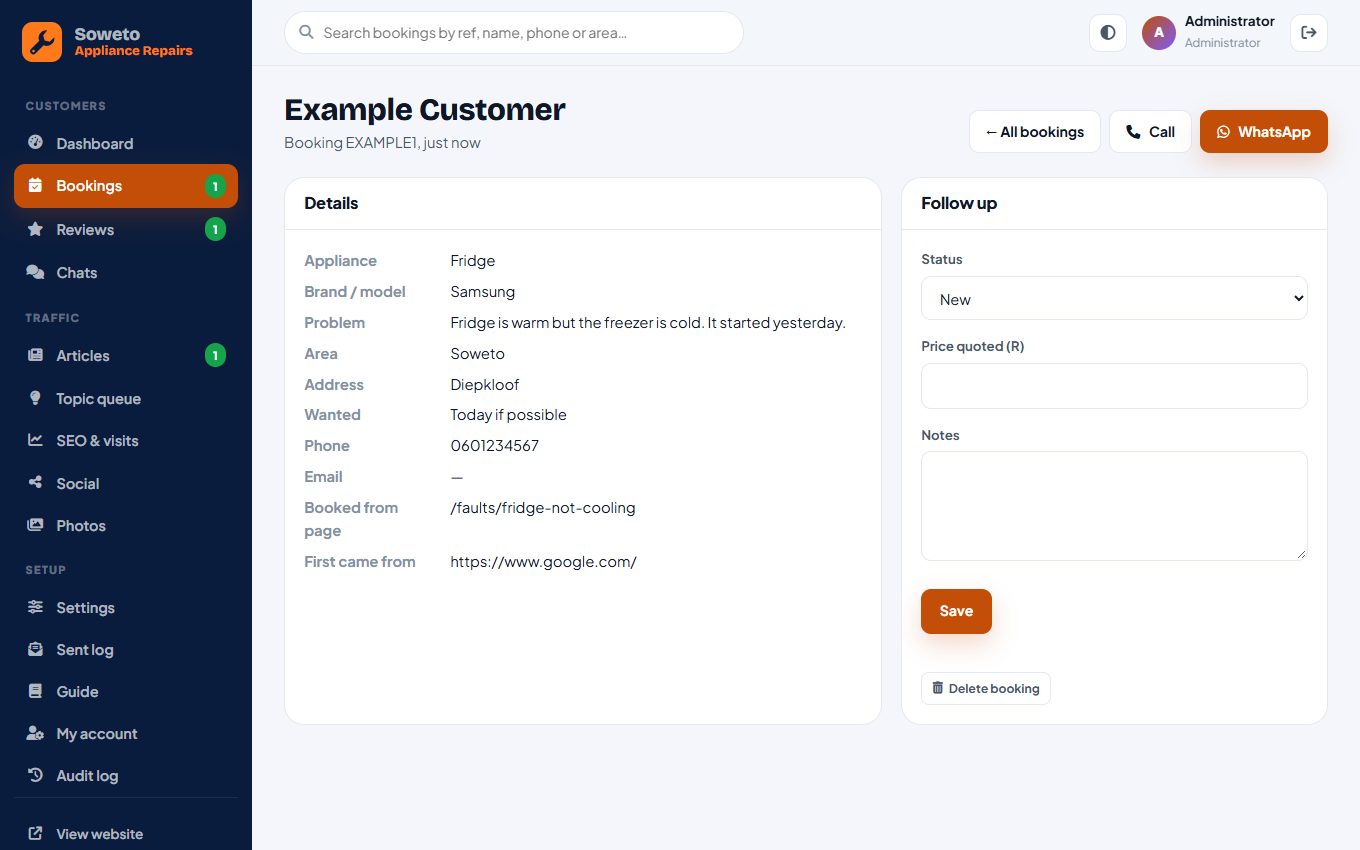 Soweto
Appliance Repairs
CUSTOMERS
Dashboard
Bookings 1
Reviews 1
Chats
TRAFFIC
Articles 1
Topic queue
SEO & visits
Social
Photos
SETUP
Settings
Sent log
Guide
My account
Audit log
View website
Search bookings by ref, name, phone or area...
A
Administrator
Administrator
Example Customer
Booking EXAMPLE1, just now
← All bookings
Call
WhatsApp
Details
Appliance Fridge
Brand / model Samsung
Problem Fridge is warm but the freezer is cold. It started yesterday.
Area Soweto
Address Diepkloof
Wanted Today if possible
Phone 0601234567
Email —
Booked from page /faults/fridge-not-cooling
First came from https://www.google.com/
Follow up
Status
New
Price quoted (R)
Notes
Save
Delete booking